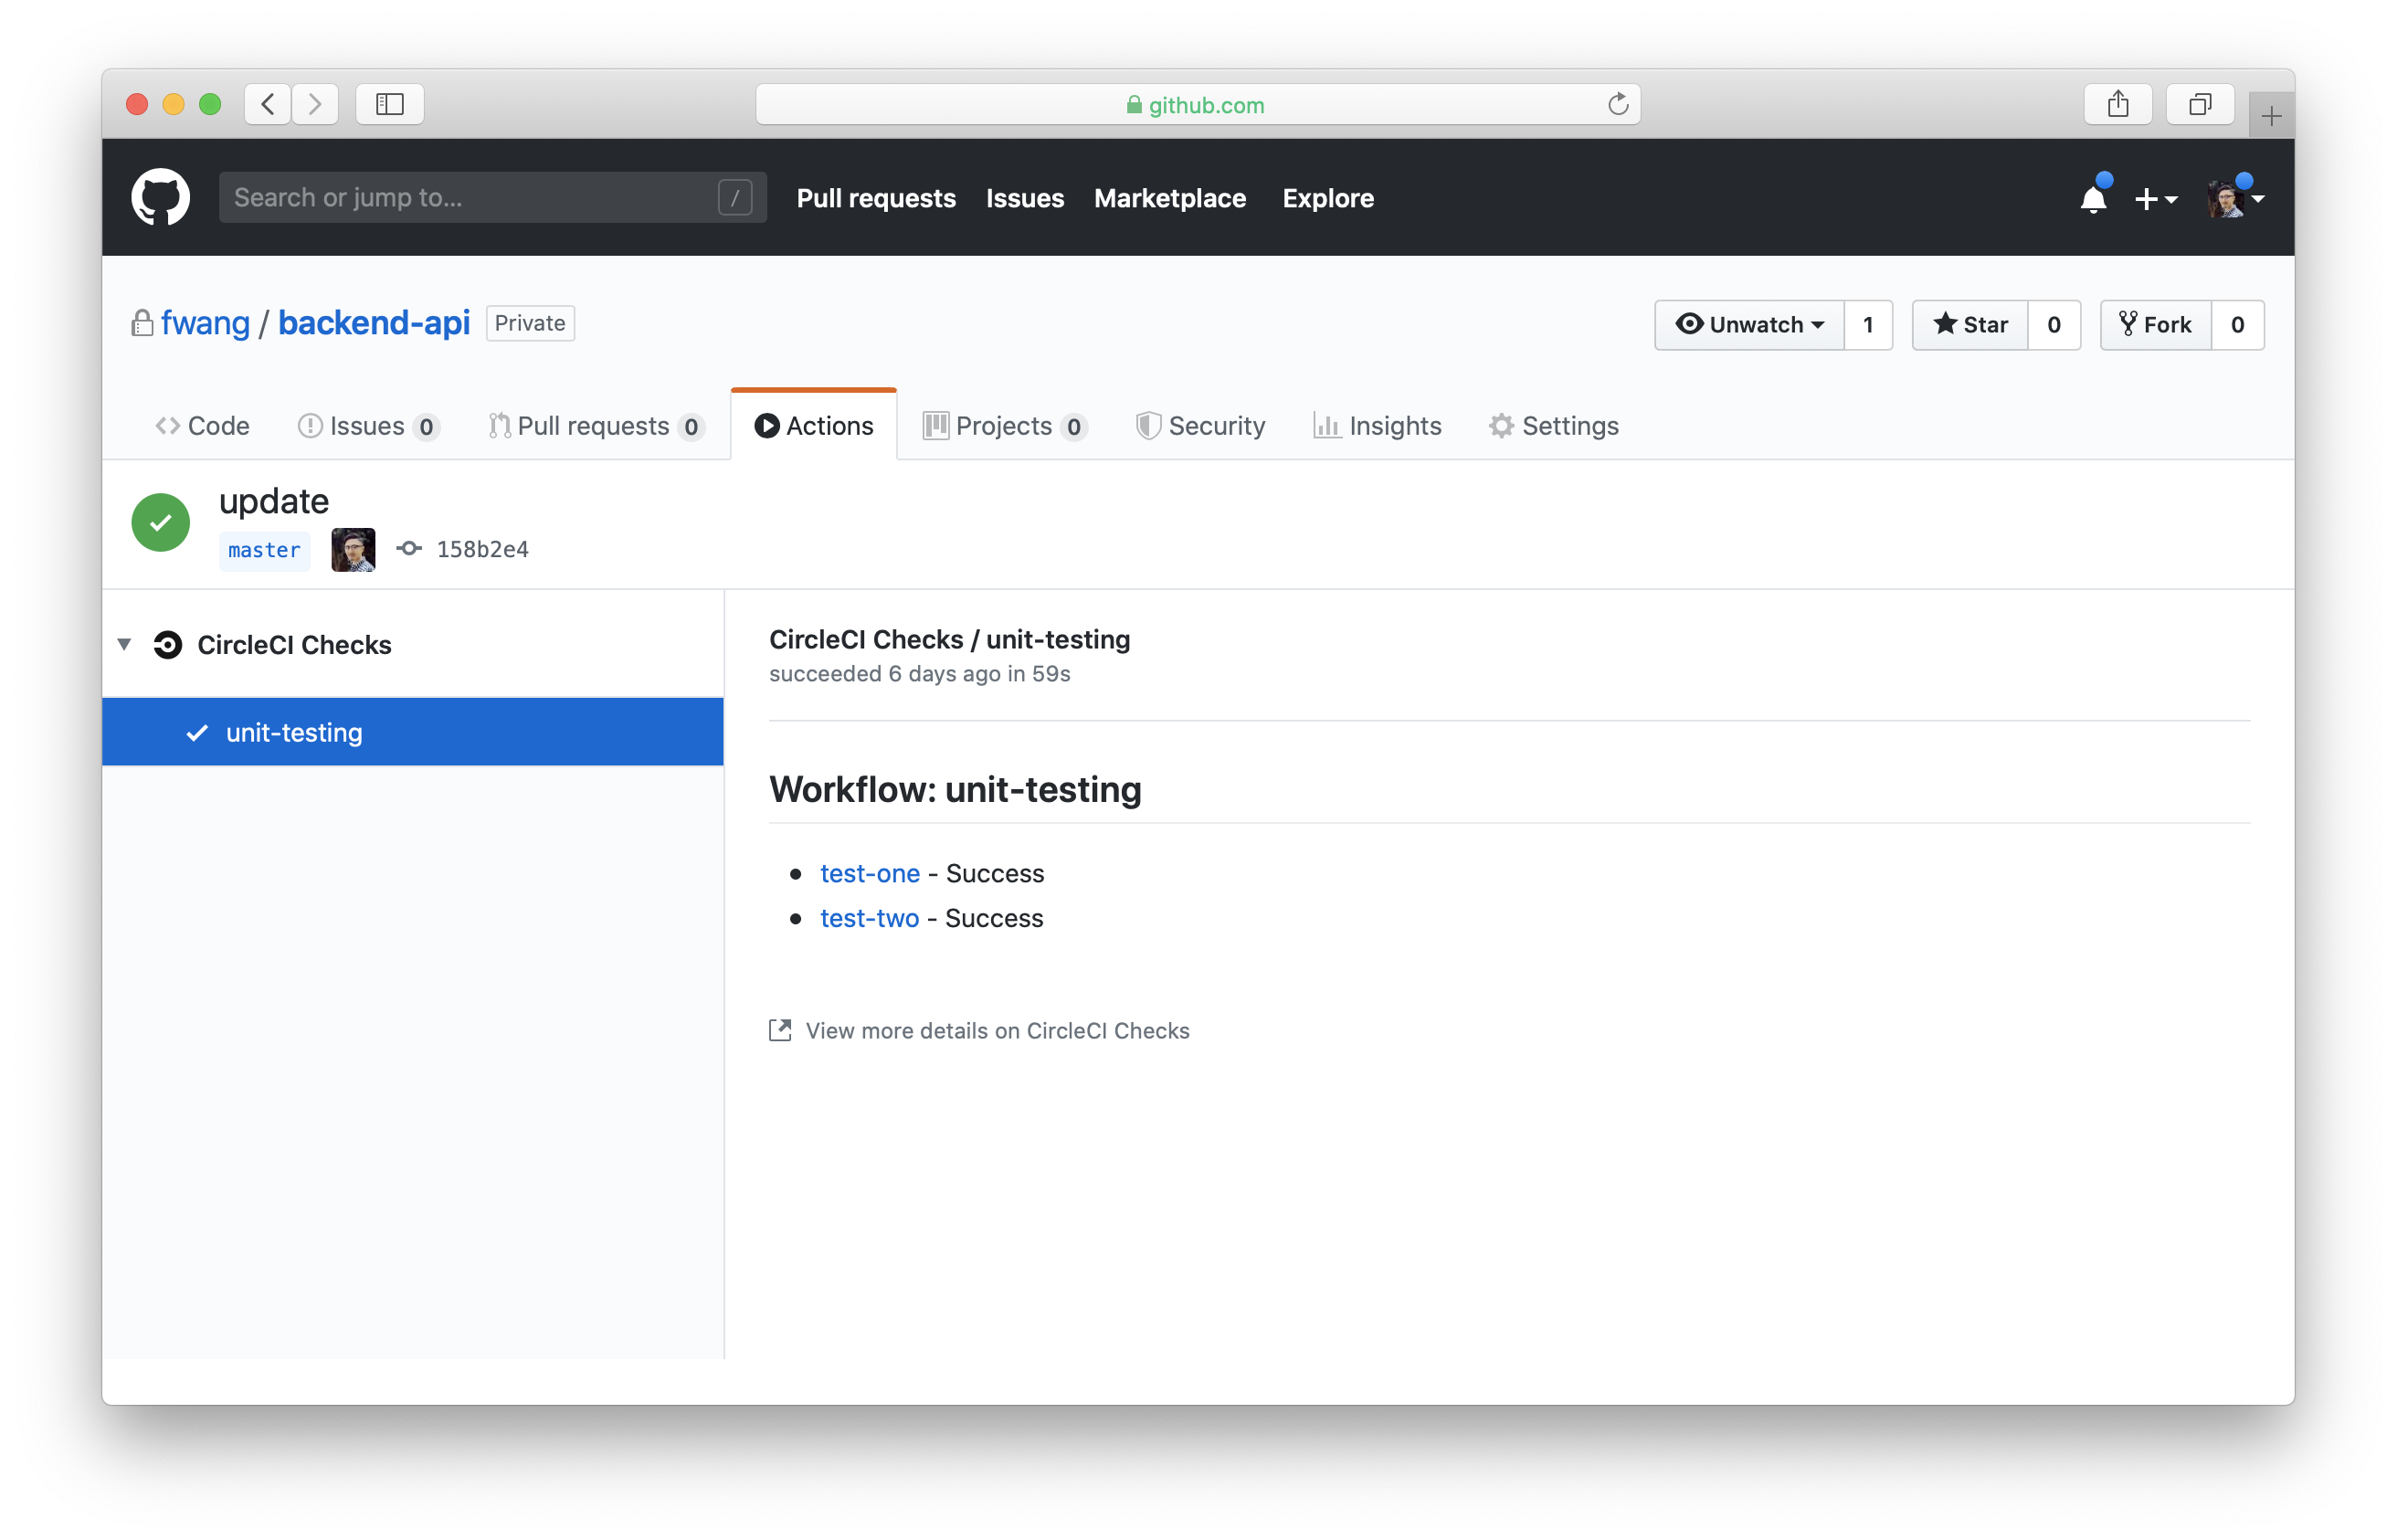 github.com
Search or jump to... /
Pull requests Issues Marketplace Explore
fwang / backend-api Private
Unwatch 1 Star 0 Fork 0
Code Issues 0 Pull requests 0 Actions Projects 0 Security Insights Settings
update
master 158b2e4
CircleCI Checks
unit-testing
CircleCI Checks / unit-testing
succeeded 6 days ago in 59s
Workflow: unit-testing
test-one - Success
test-two - Success
View more details on CircleCI Checks